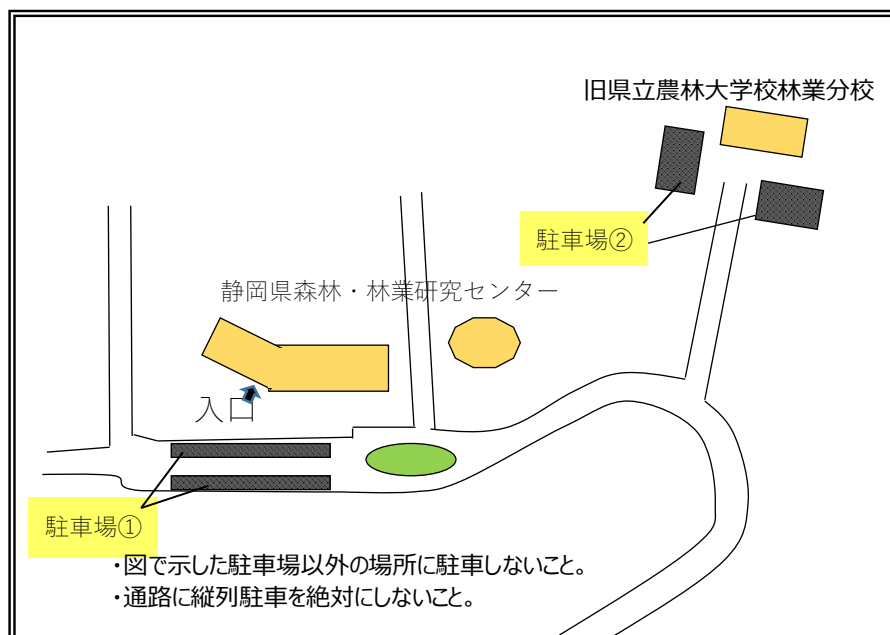 旧県立農林大学校林業分校
駐車場②
静岡県森林・林業研究センター
入口
駐車場①
・図で示した駐車場以外の場所に駐車しないこと。
・通路に縦列駐車を絶対にしないこと。